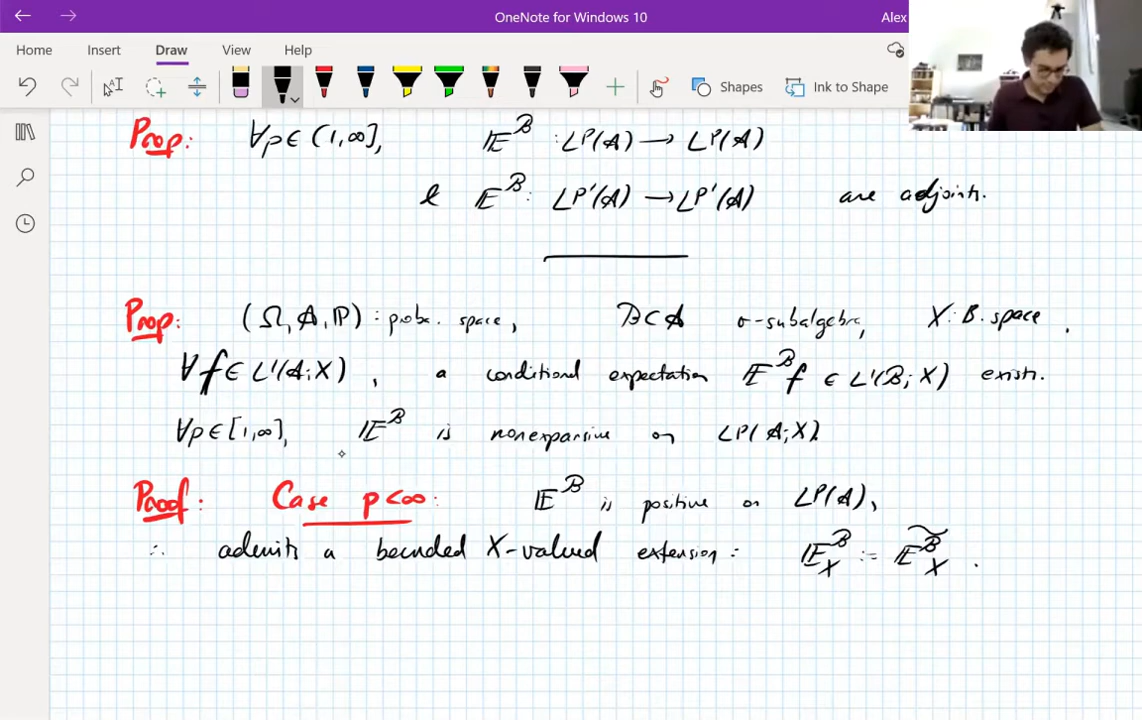 OneNote for Windows 10
Alex
Home Insert Draw View Help
Shapes Ink to Shape
Prop: ∀p∈(1,∞], 𝔼^ℬ : L^p(𝒜) → L^p(𝒜)
& 𝔼^ℬ : L^p'(𝒜) → L^p'(𝒜) are adjoints.
Prop: (Ω, 𝒜, ℙ) : proba. space, ℬ⊂𝒜 σ-subalgebra, X: B. space.
∀f∈L¹(𝒜;X), a conditional expectation 𝔼^ℬ f ∈ L¹(ℬ;X) exists.
∀p∈[1,∞], 𝔼^ℬ is nonexpansive on L^p(𝒜;X)
Proof: Case p<∞: 𝔼^ℬ is positive on L^p(𝒜),
∴ admits a bounded X-valued extension: 𝔼^ℬ_X := 𝔼̃^ℬ_X.